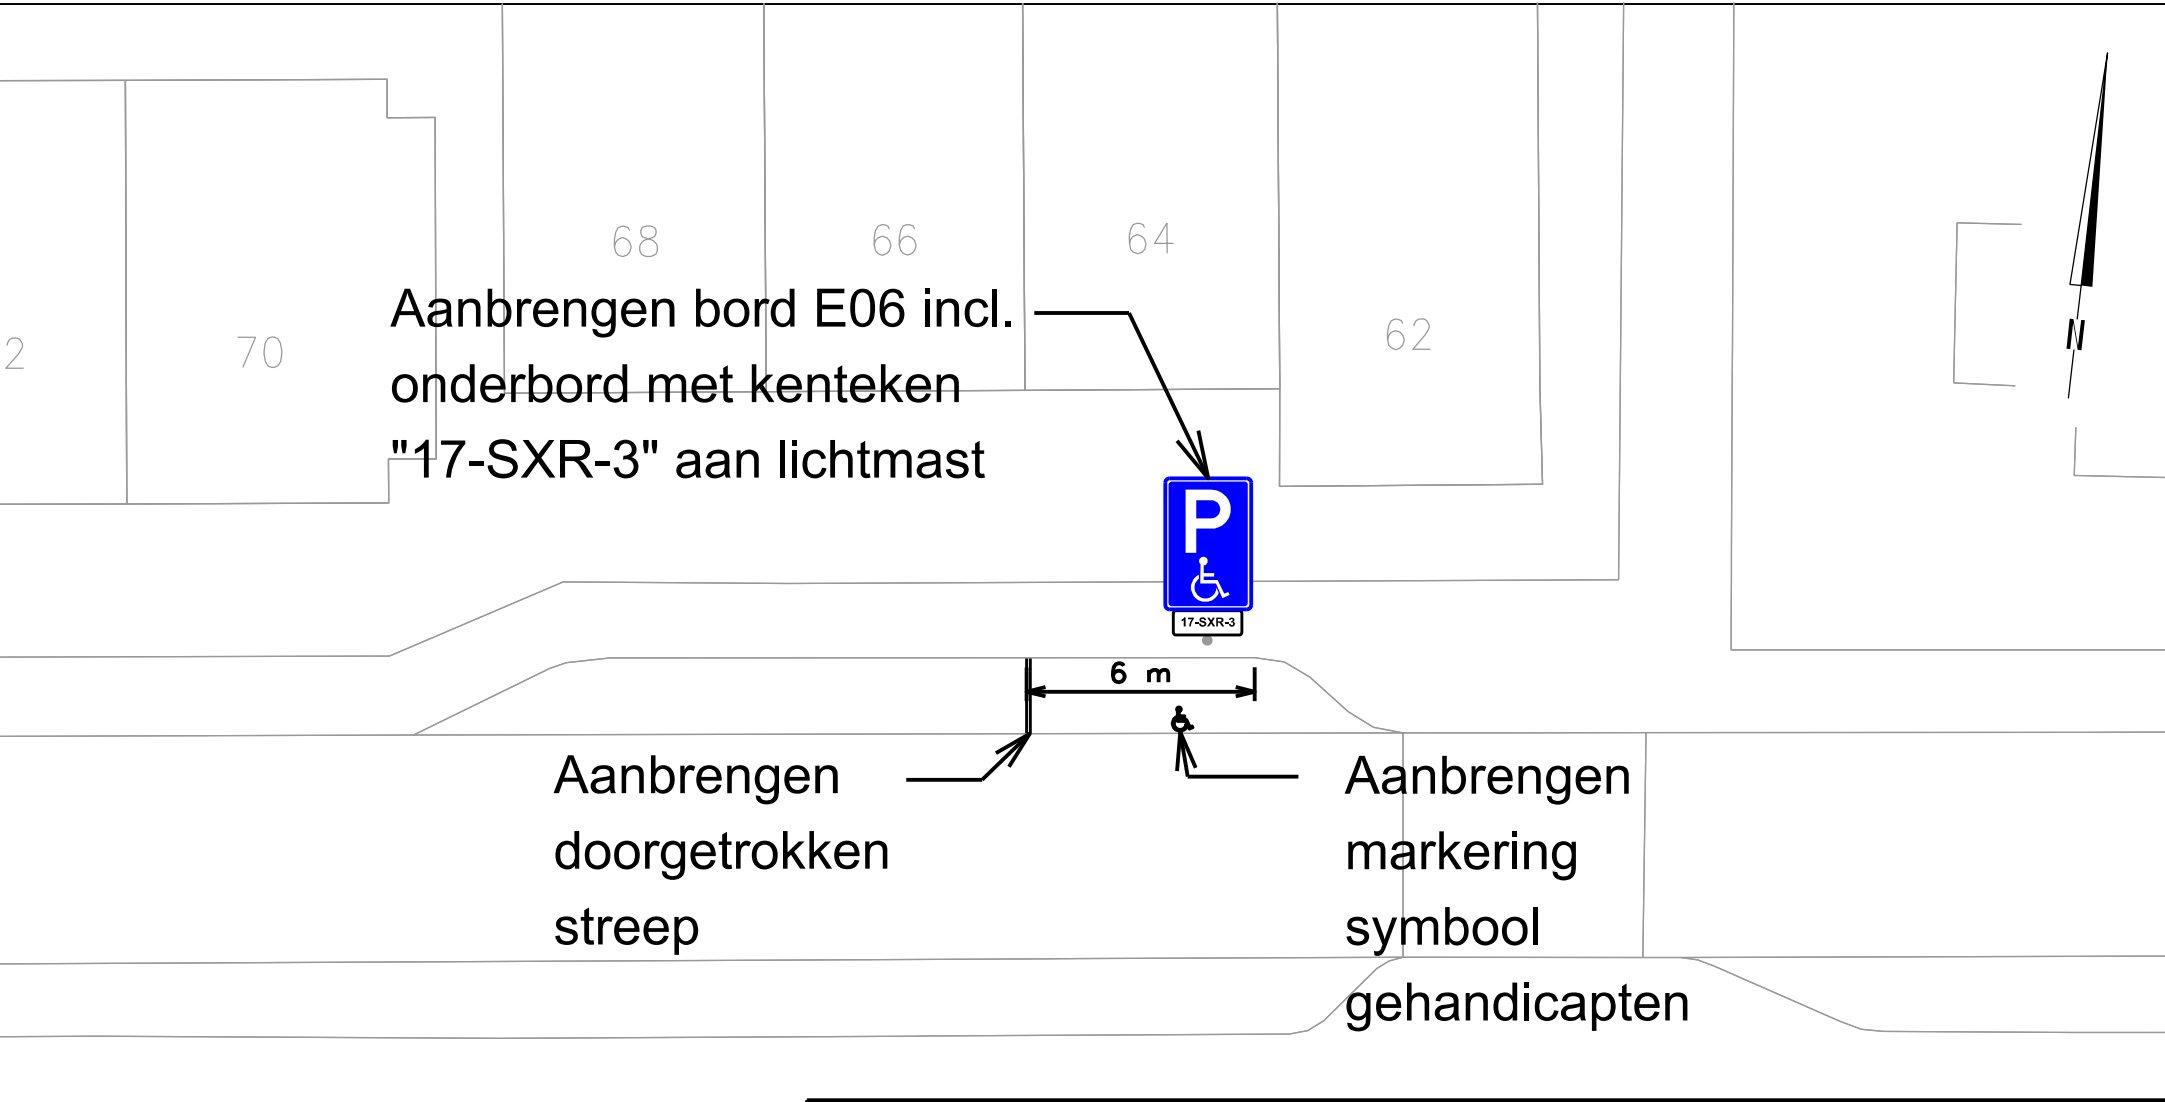 68
66
64
62
2
70
Aanbrengen bord E06 incl.
onderbord met kenteken
"17-SXR-3" aan lichtmast
N
P
17-SXR-3
6 m
Aanbrengen
doorgetrokken
streep
Aanbrengen
markering
symbool
gehandicapten